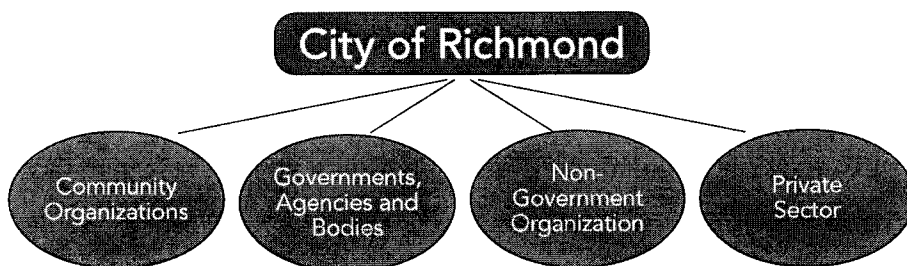 City of Richmond
Community
Organizations
Governments,
Agencies and
Bodies
Non-
Government
Organization
Private
Sector